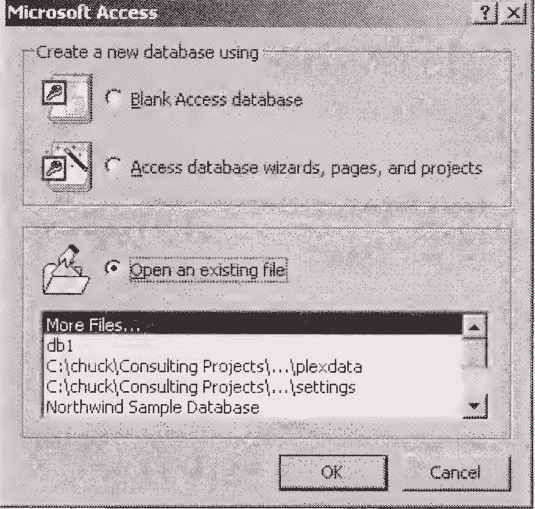 Microsoft Access
Create a new database using
Blank Access database
Access database wizards, pages, and projects
Open an existing file
More Files...
db1
C:\chuck\Consulting Projects\...\plexdata
C:\chuck\Consulting Projects\...\settings
Northwind Sample Database
OK Cancel